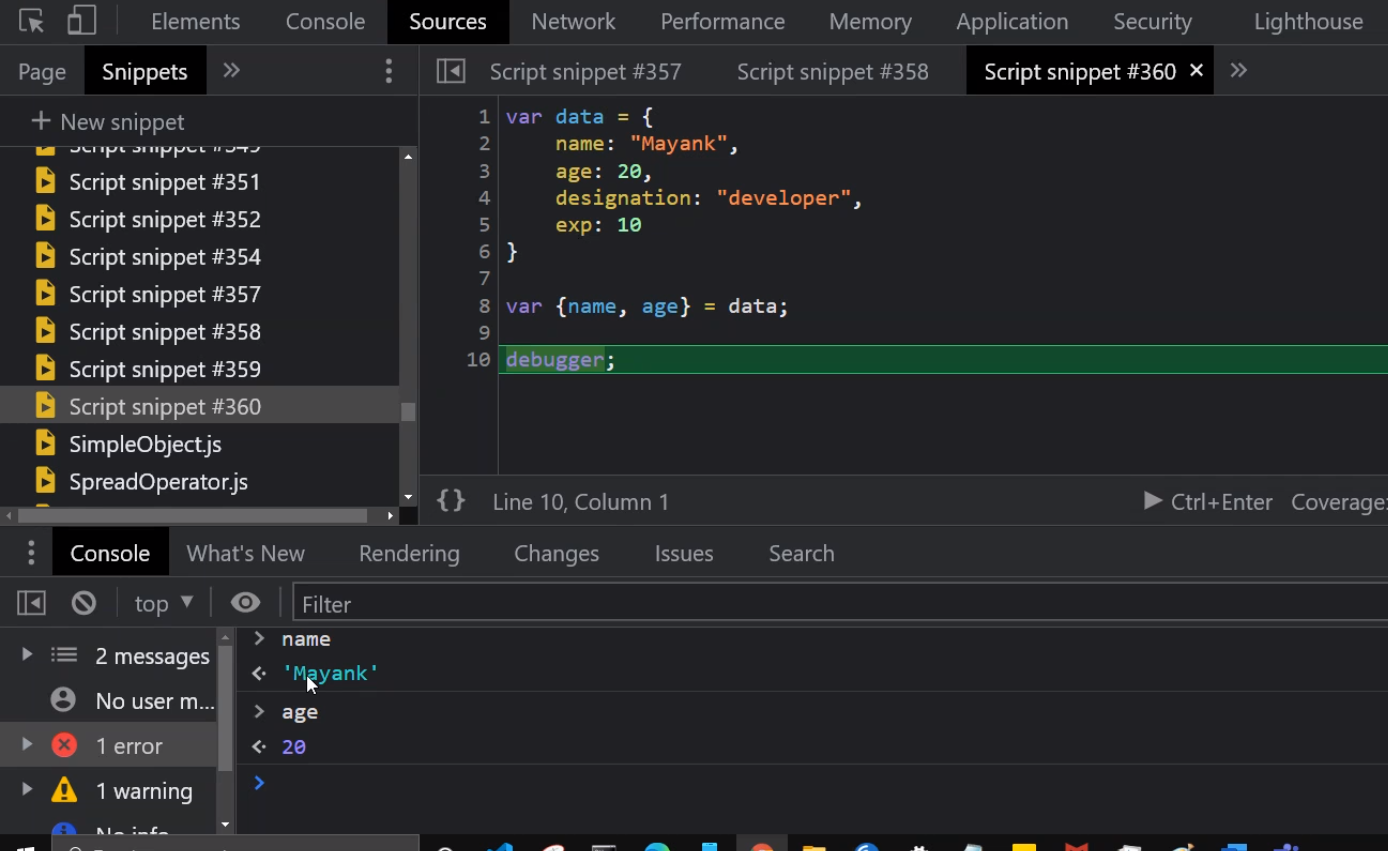 Elements Console Sources Network Performance Memory Application Security Lighthouse
Page Snippets
Script snippet #357 Script snippet #358 Script snippet #360
+ New snippet
Script snippet #351
Script snippet #352
Script snippet #354
Script snippet #357
Script snippet #358
Script snippet #359
Script snippet #360
SimpleObject.js
SpreadOperator.js
1 var data = {
2 name: "Mayank",
3 age: 20,
4 designation: "developer",
5 exp: 10
6 }
7
8 var {name, age} = data;
9
10 debugger;
{} Line 10, Column 1 Ctrl+Enter Coverage:
Console What's New Rendering Changes Issues Search
top Filter
2 messages
No user m...
1 error
1 warning
> name
'Mayank'
> age
20
>